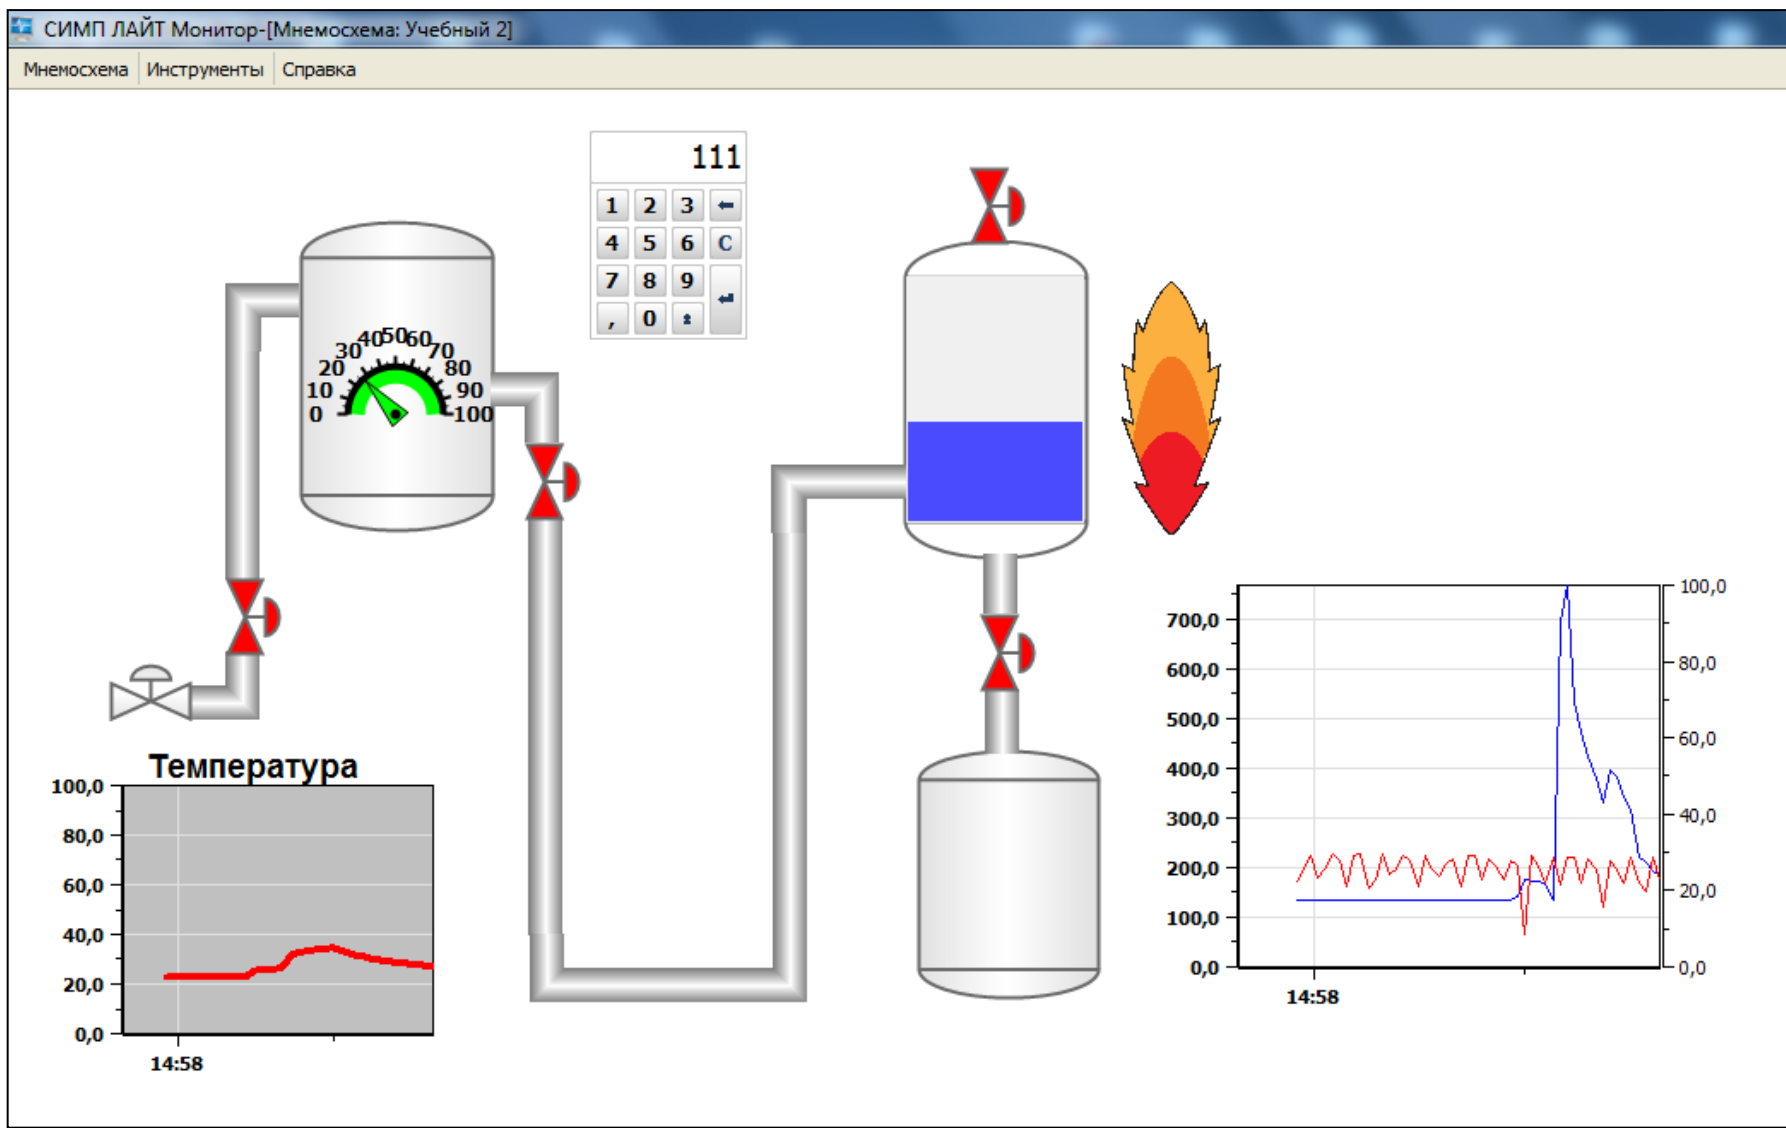 СИМП ЛАЙТ Монитор-[Мнемосхема: Учебный 2]
Мнемосхема Инструменты Справка
111
1 2 3
4 5 6 C
7 8 9
, 0 ±
0 10 20 30 40 50 60 70 80 90 100
Температура
100,0
80,0
60,0
40,0
20,0
0,0
14:58
700,0
600,0
500,0
400,0
300,0
200,0
100,0
0,0
14:58
100,0
80,0
60,0
40,0
20,0
0,0